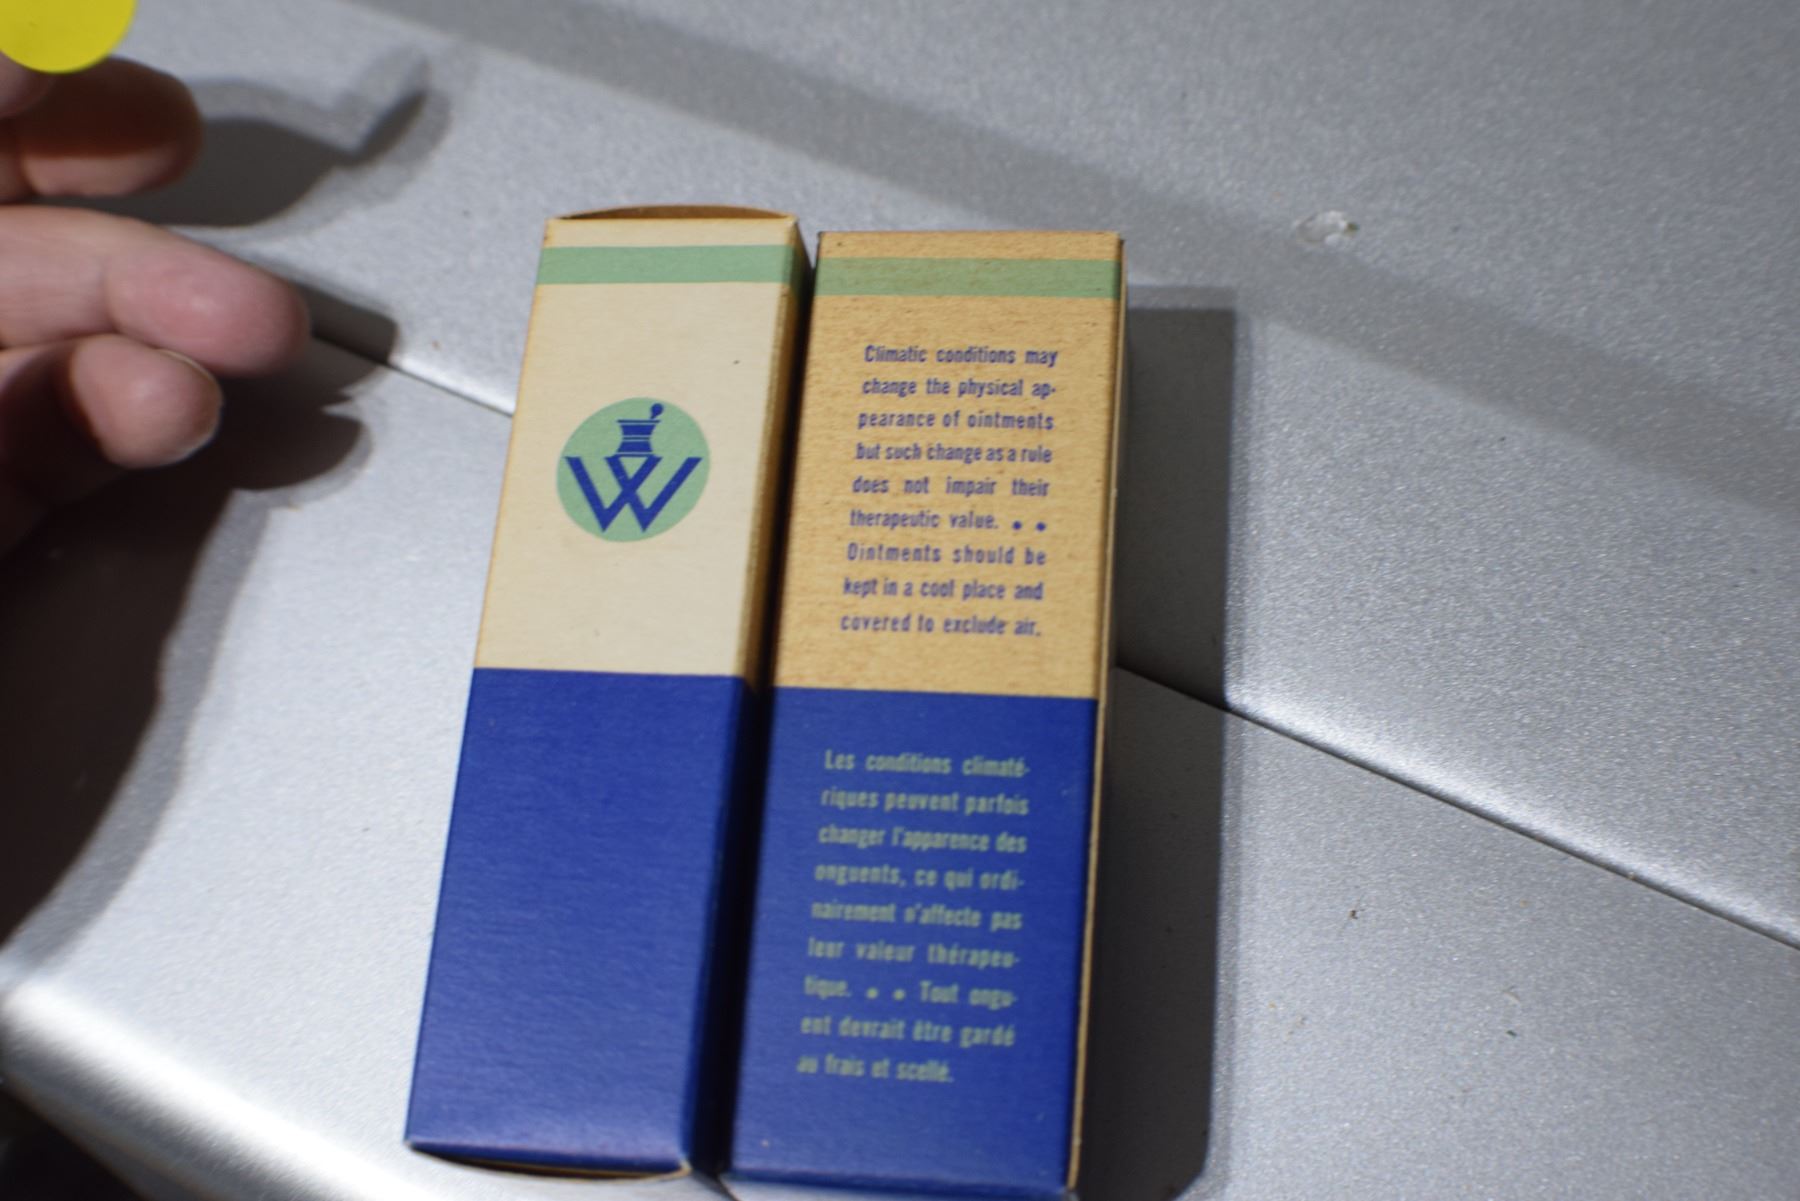 W
Climatic conditions may
change the physical ap-
pearance of ointments
but such change as a rule
does not impair their
therapeutic value. • •
Ointments should be
kept in a cool place and
covered to exclude air.
Les conditions climaté-
riques peuvent parfois
changer l'apparence des
onguents, ce qui ordi-
nairement n'affecte pas
leur valeur thérapeu-
tique. • • Tout ongu-
ent devrait être gardé
au frais et scellé.